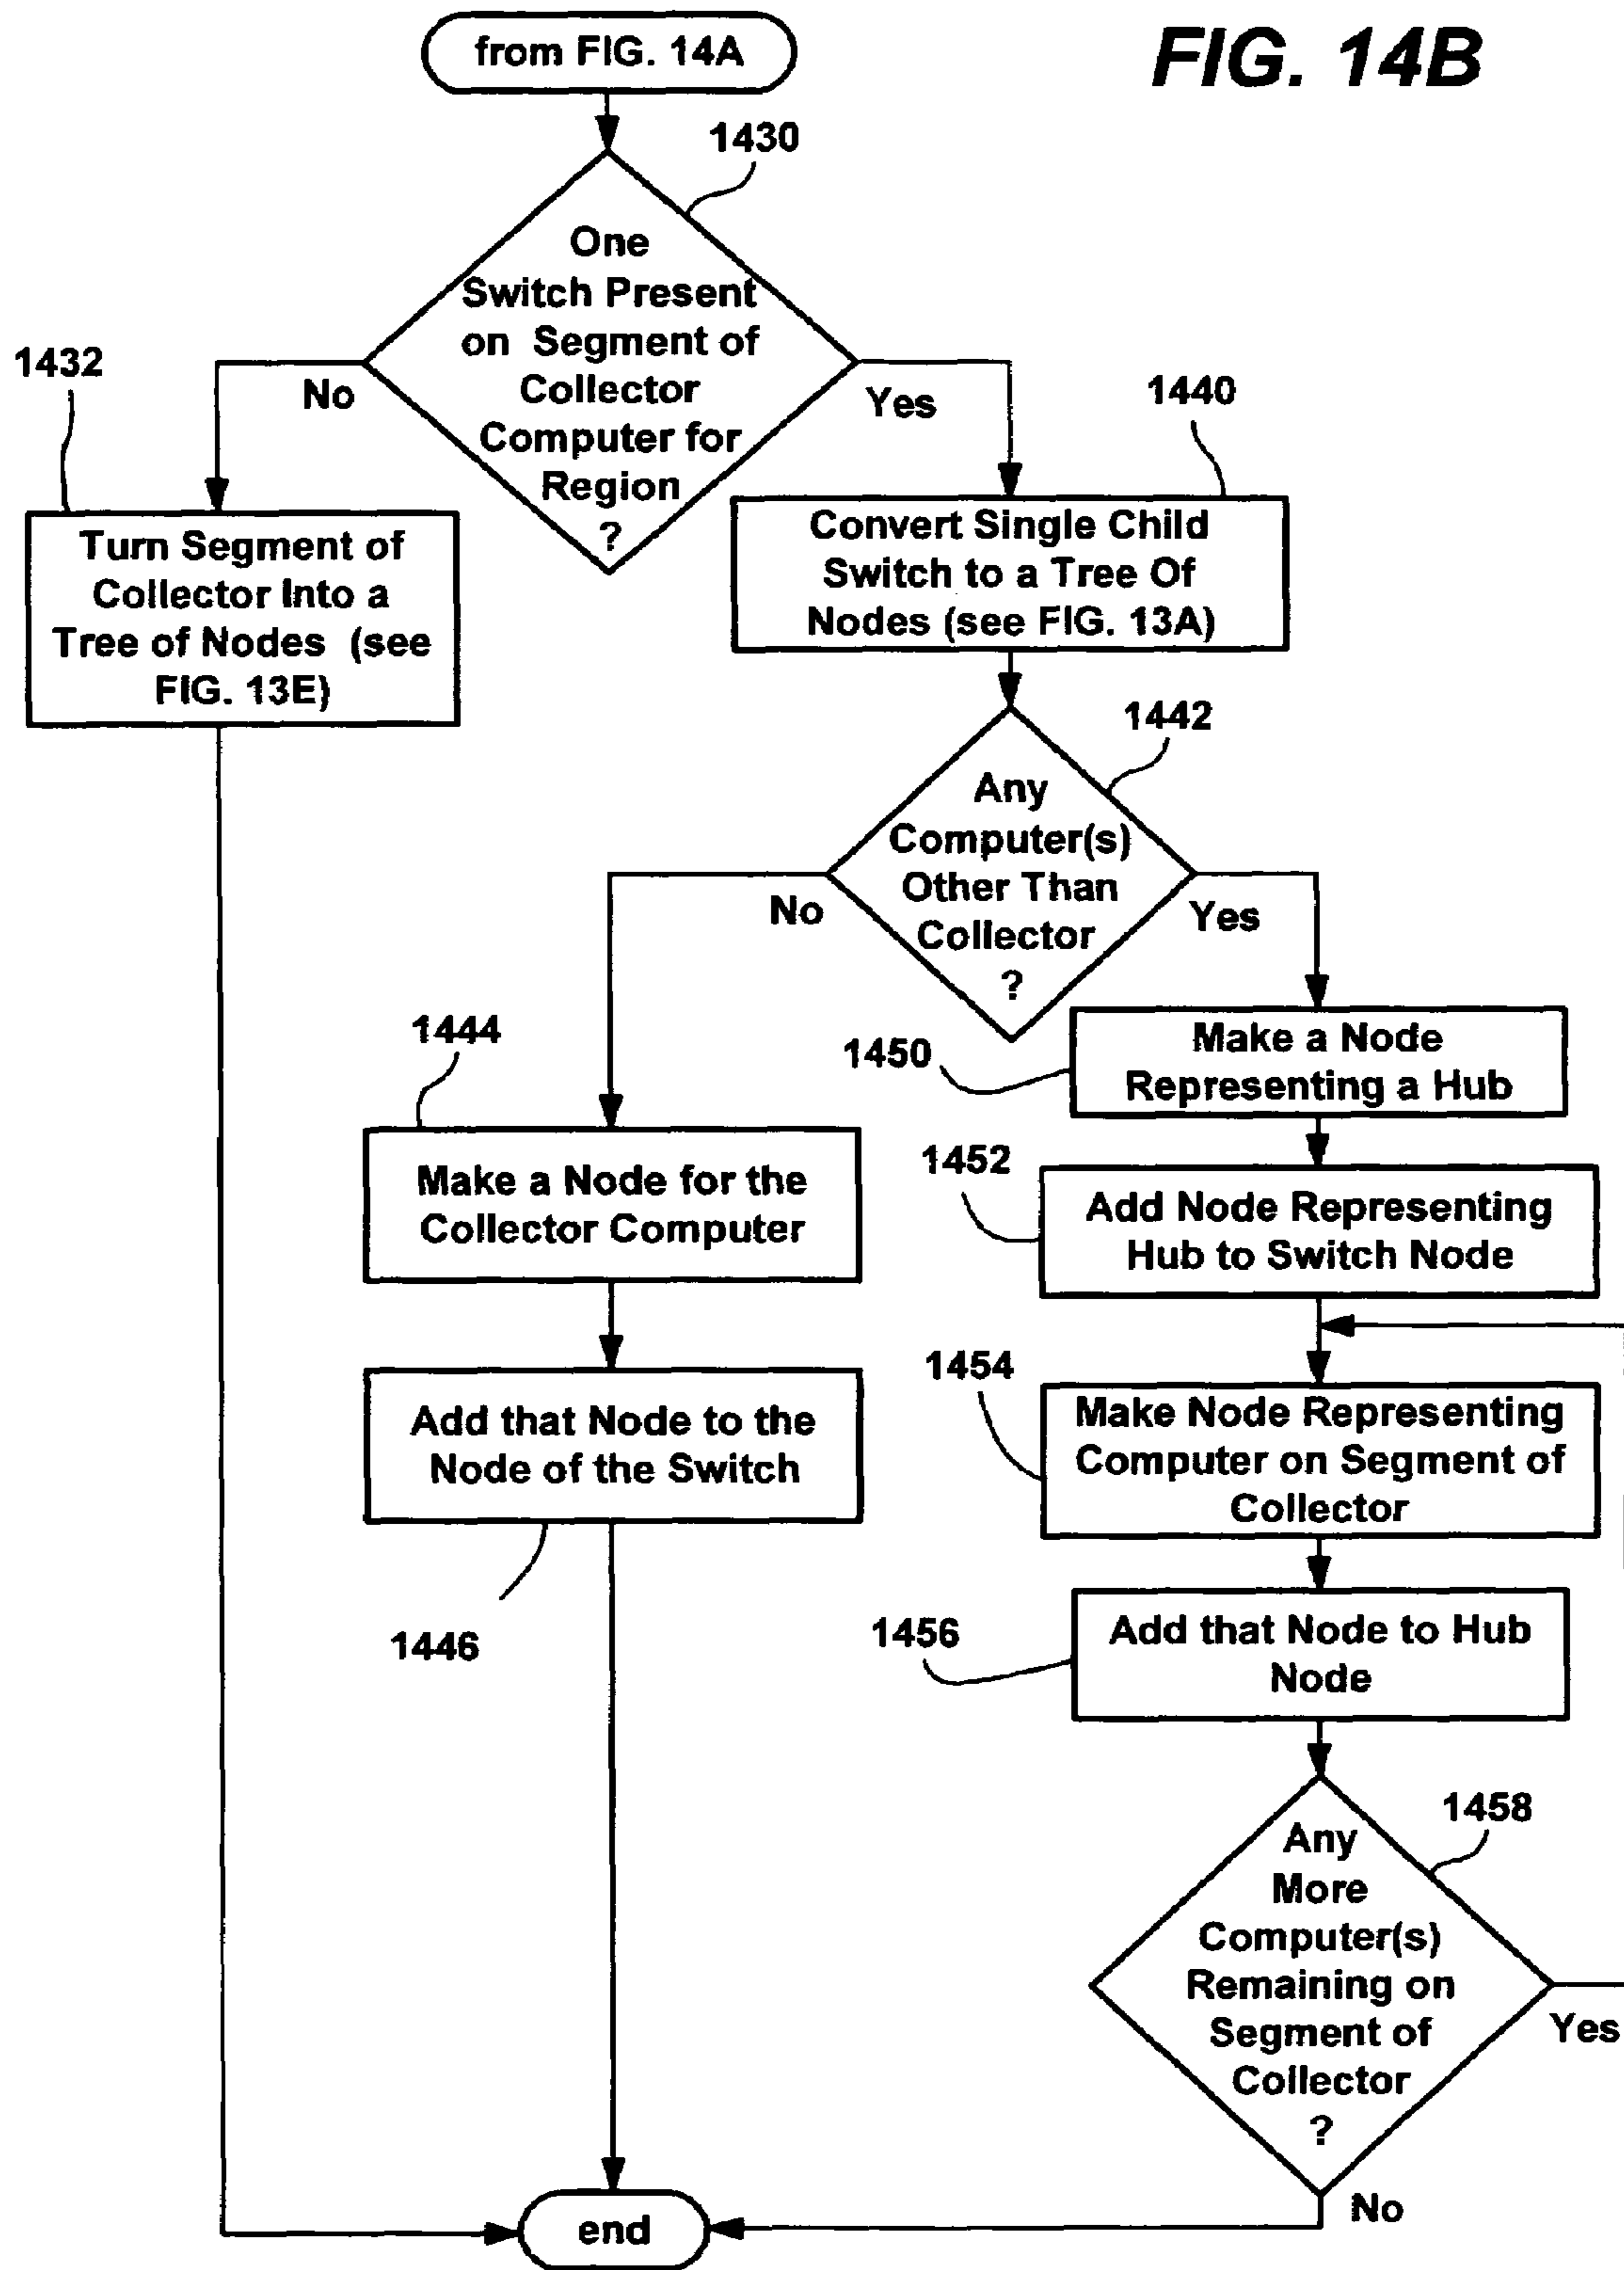 FIG. 14B
from FIG. 14A
1430
One
Switch Present
on Segment of
Collector
Computer for
Region
?
No
Yes
1432
Turn Segment of
Collector Into a
Tree of Nodes (see
FIG. 13E)
1440
Convert Single Child
Switch to a Tree Of
Nodes (see FIG. 13A)
1442
Any
Computer(s)
Other Than
Collector
?
No
Yes
1444
Make a Node for the
Collector Computer
1446
Add that Node to the
Node of the Switch
1450
Make a Node
Representing a Hub
1452
Add Node Representing
Hub to Switch Node
1454
Make Node Representing
Computer on Segment of
Collector
1456
Add that Node to Hub
Node
1458
Any
More
Computer(s)
Remaining on
Segment of
Collector
?
Yes
No
end